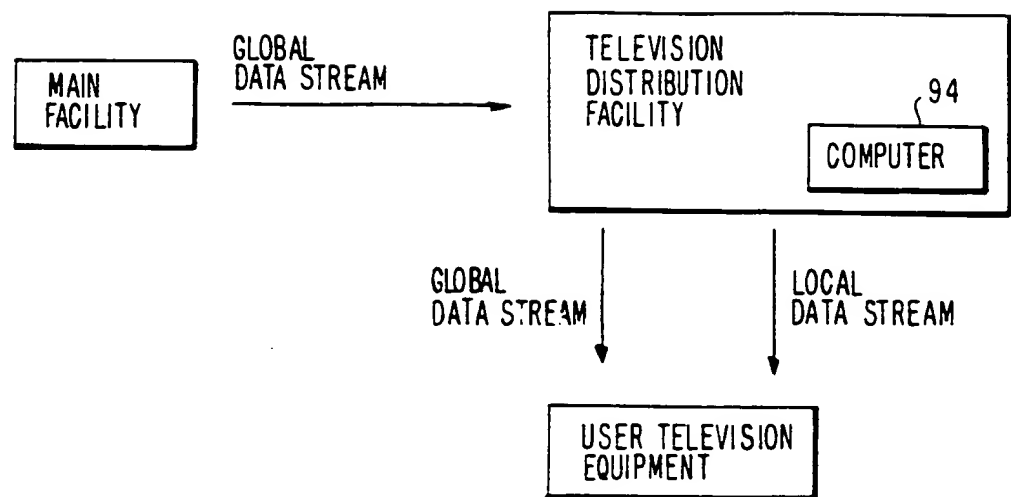 MAIN
FACILITY
GLOBAL
DATA STREAM
TELEVISION
DISTRIBUTION
FACILITY
94
COMPUTER
GLOBAL
DATA STREAM
LOCAL
DATA STREAM
USER TELEVISION
EQUIPMENT